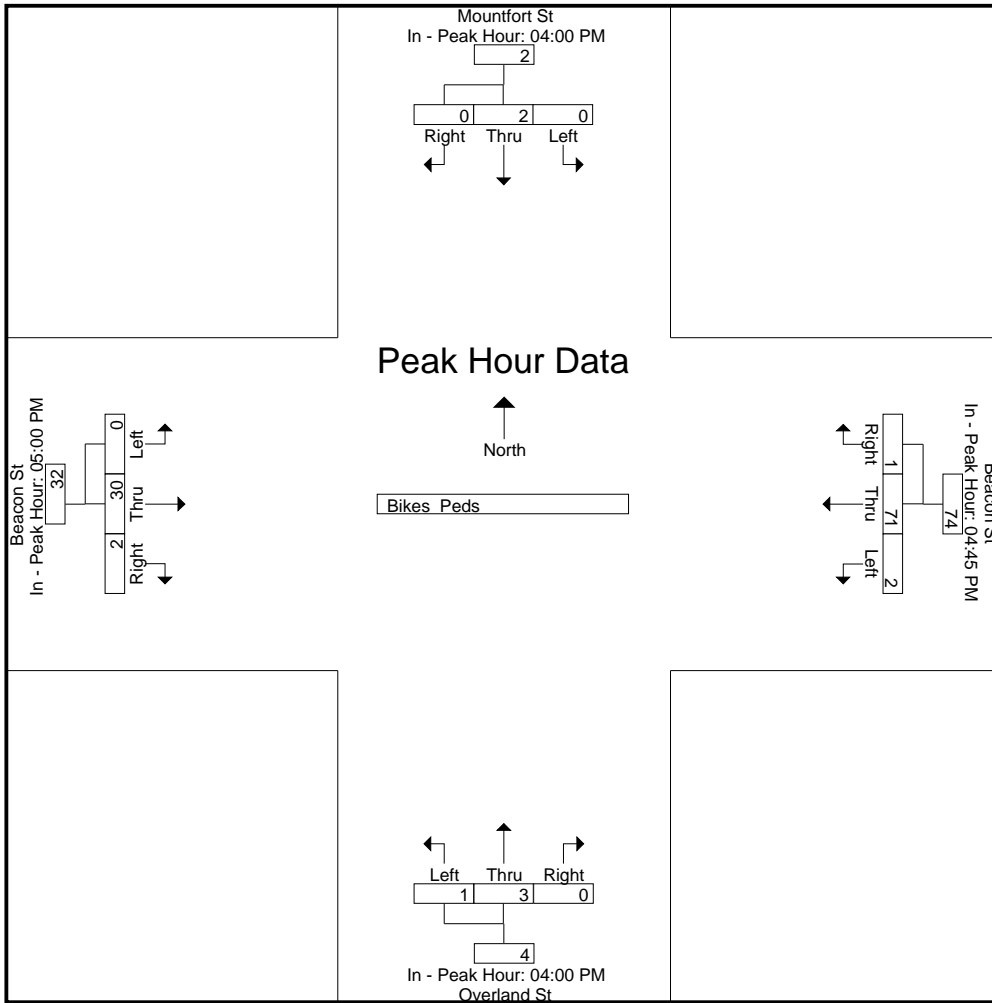 Mountfort St
In - Peak Hour: 04:00 PM
2
0 2 0
Right Thru Left
Peak Hour Data
North
Bikes Peds
Beacon St
In - Peak Hour: 05:00 PM
32
0 30 2
Left Thru Right
Beacon St
In - Peak Hour: 04:45 PM
74
1 71 2
Right Thru Left
Left Thru Right
1 3 0
4
In - Peak Hour: 04:00 PM
Overland St